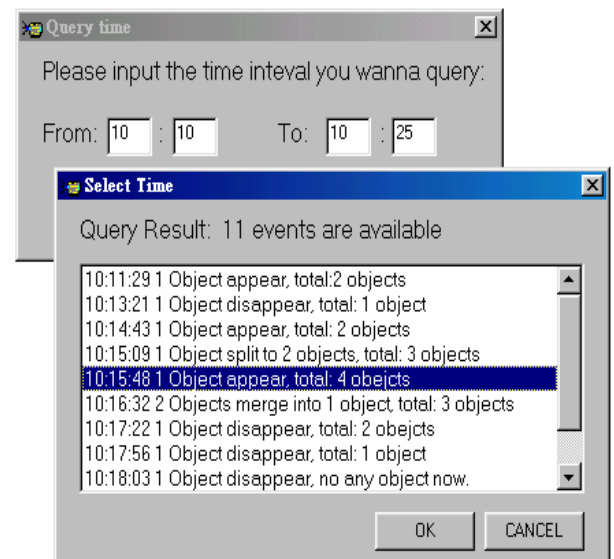 Query time
Please input the time inteval you wanna query:
From: 10 : 10 To: 10 : 25
Select Time
Query Result: 11 events are available
10:11:29 1 Object appear, total:2 objects
10:13:21 1 Object disappear, total: 1 object
10:14:43 1 Object appear, total: 2 objects
10:15:09 1 Object split to 2 objects, total: 3 objects
10:15:48 1 Object appear, total: 4 obejcts
10:16:32 2 Objects merge into 1 object, total: 3 objects
10:17:22 1 Object disappear, total: 2 obejcts
10:17:56 1 Object disappear, total: 1 object
10:18:03 1 Object disappear, no any object now.
OK CANCEL